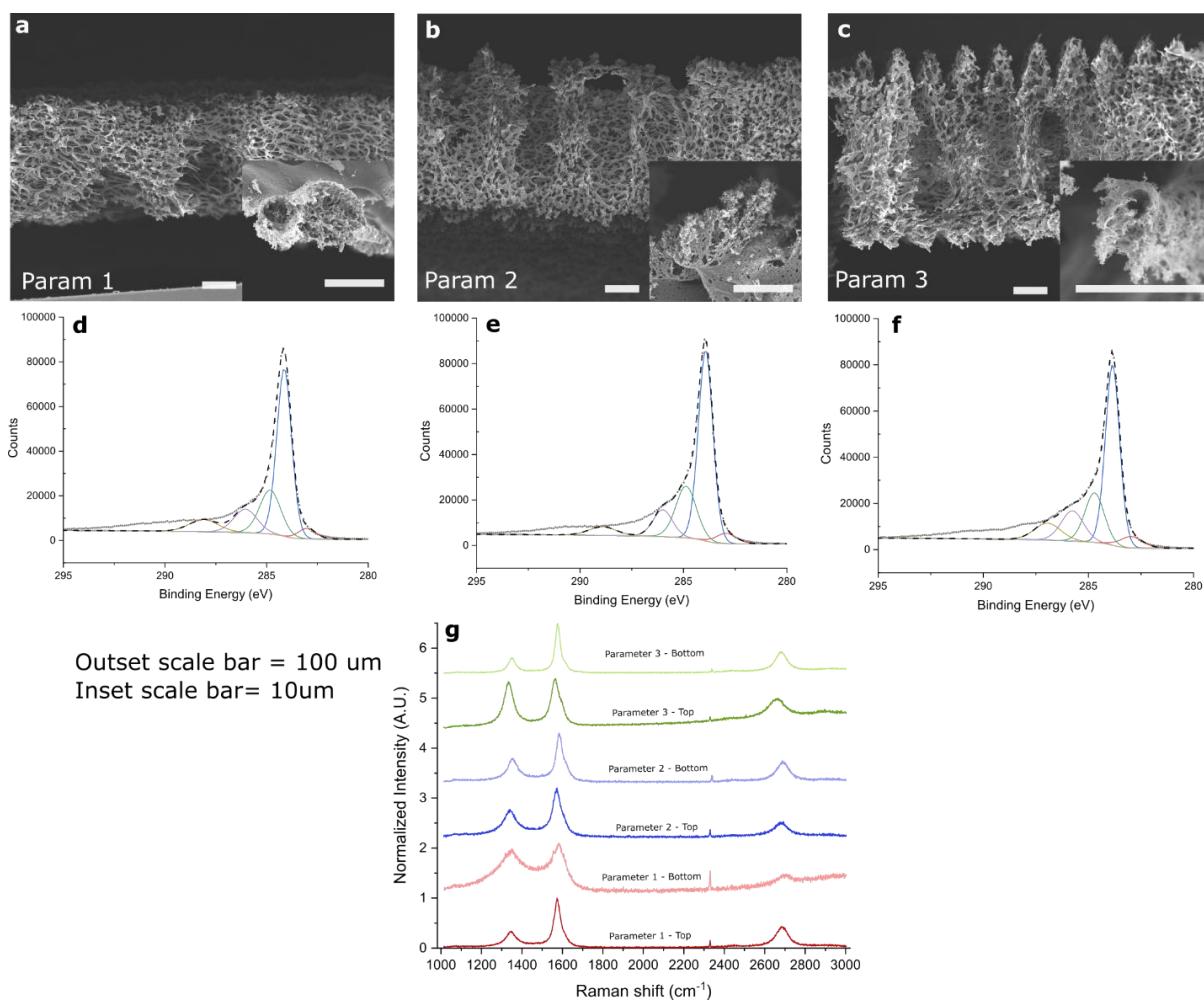 a
b
c
Param 1
Param 2
Param 3
d
e
f
100000
80000
60000
40000
20000
0
Counts
295
290
285
280
Binding Energy (eV)
100000
80000
60000
40000
20000
0
Counts
295
290
285
280
Binding Energy (eV)
100000
80000
60000
40000
20000
0
Counts
295
290
285
280
Binding Energy (eV)
Outset scale bar = 100 um
Inset scale bar= 10um
g
6
5
4
3
2
1
0
Normalized Intensity (A.U.)
Parameter 3 - Bottom
Parameter 3 - Top
Parameter 2 - Bottom
Parameter 2 - Top
Parameter 1 - Bottom
Parameter 1 - Top
1000 1200 1400 1600 1800 2000 2200 2400 2600 2800 3000
Raman shift (cm⁻¹)